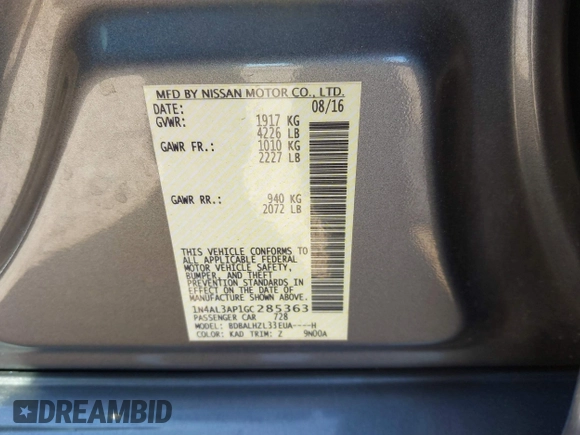 MFD BY NISSAN MOTOR CO., LTD.
DATE: 08/16
GVWR: 1917 KG
4226 LB
GAWR FR.: 1010 KG
2227 LB
GAWR RR.: 940 KG
2072 LB
THIS VEHICLE CONFORMS TO
ALL APPLICABLE FEDERAL
MOTOR VEHICLE SAFETY,
BUMPER, AND THEFT
PREVENTION STANDARDS IN
EFFECT ON THE DATE OF
MANUFACTURE SHOWN ABOVE.
1N4AL3AP1GC285363
PASSENGER CAR 728
MODEL: BDBALHZL33EUA----H
COLOR: KAD TRIM: Z 9N00A
DREAMBID